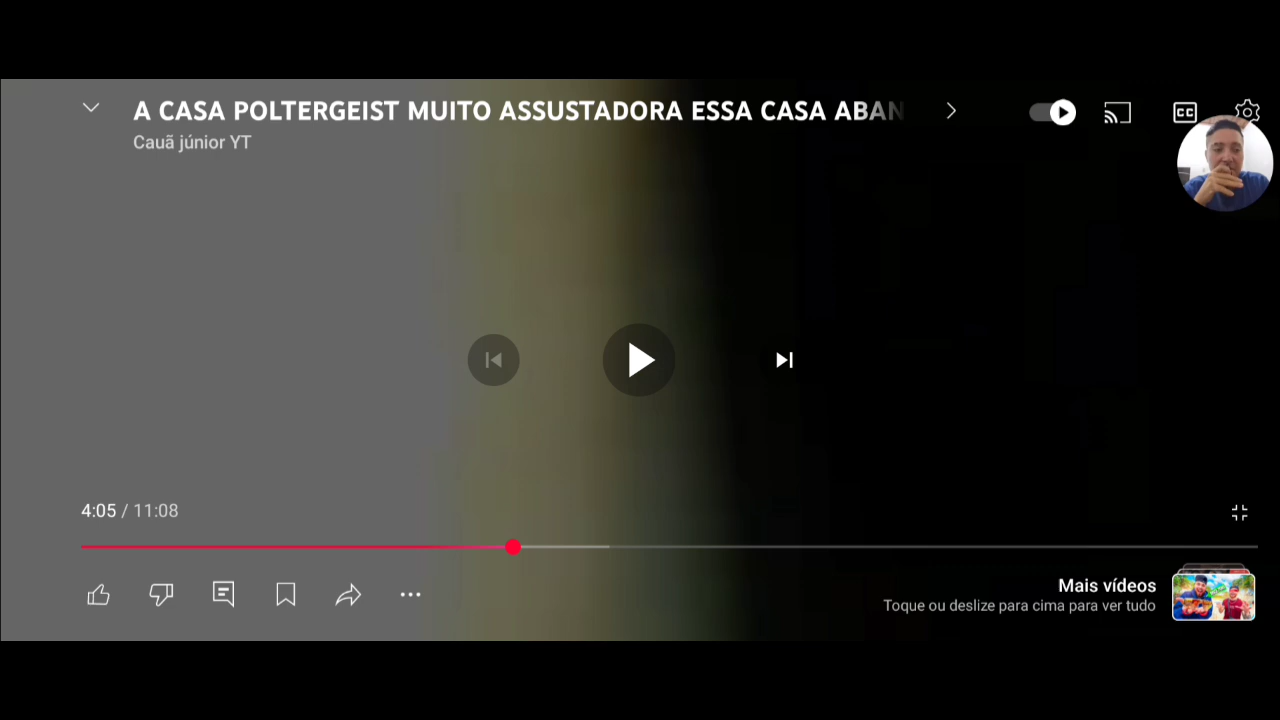 A CASA POLTERGEIST MUITO ASSUSTADORA ESSA CASA ABAN
Cauã júnior YT
CC
4:05 / 11:08
Mais vídeos
Toque ou deslize para cima para ver tudo